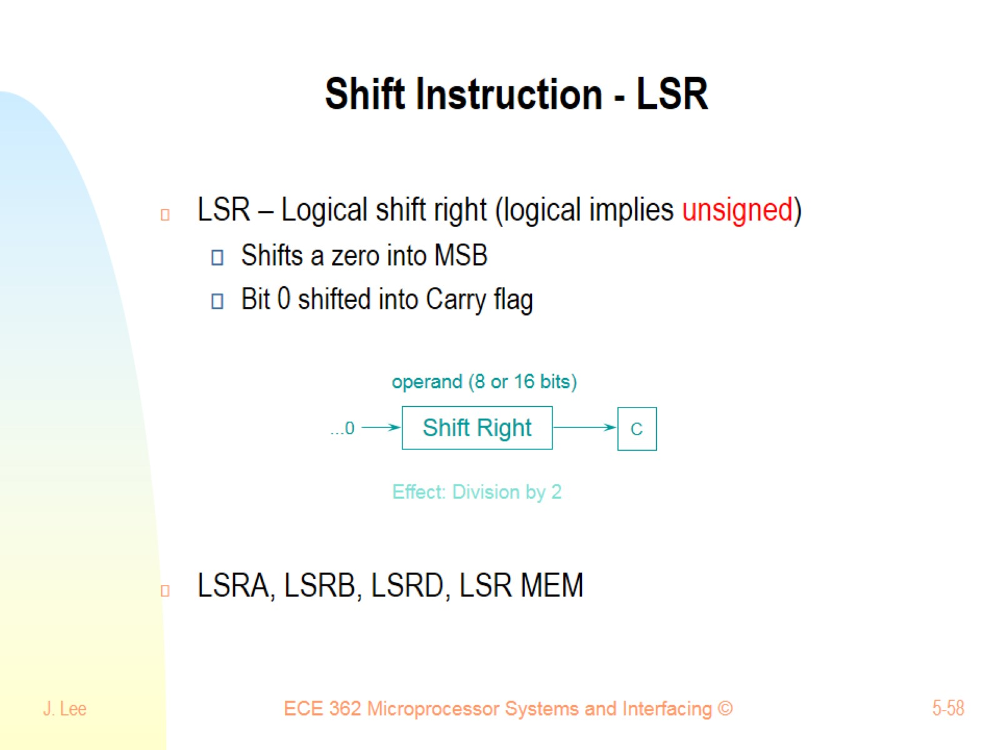 Shift Instruction - LSR
LSR – Logical shift right (logical implies unsigned)
Shifts a zero into MSB
Bit 0 shifted into Carry flag
operand (8 or 16 bits)
...0 Shift Right C
Effect: Division by 2
LSRA, LSRB, LSRD, LSR MEM
J. Lee ECE 362 Microprocessor Systems and Interfacing © 5-58